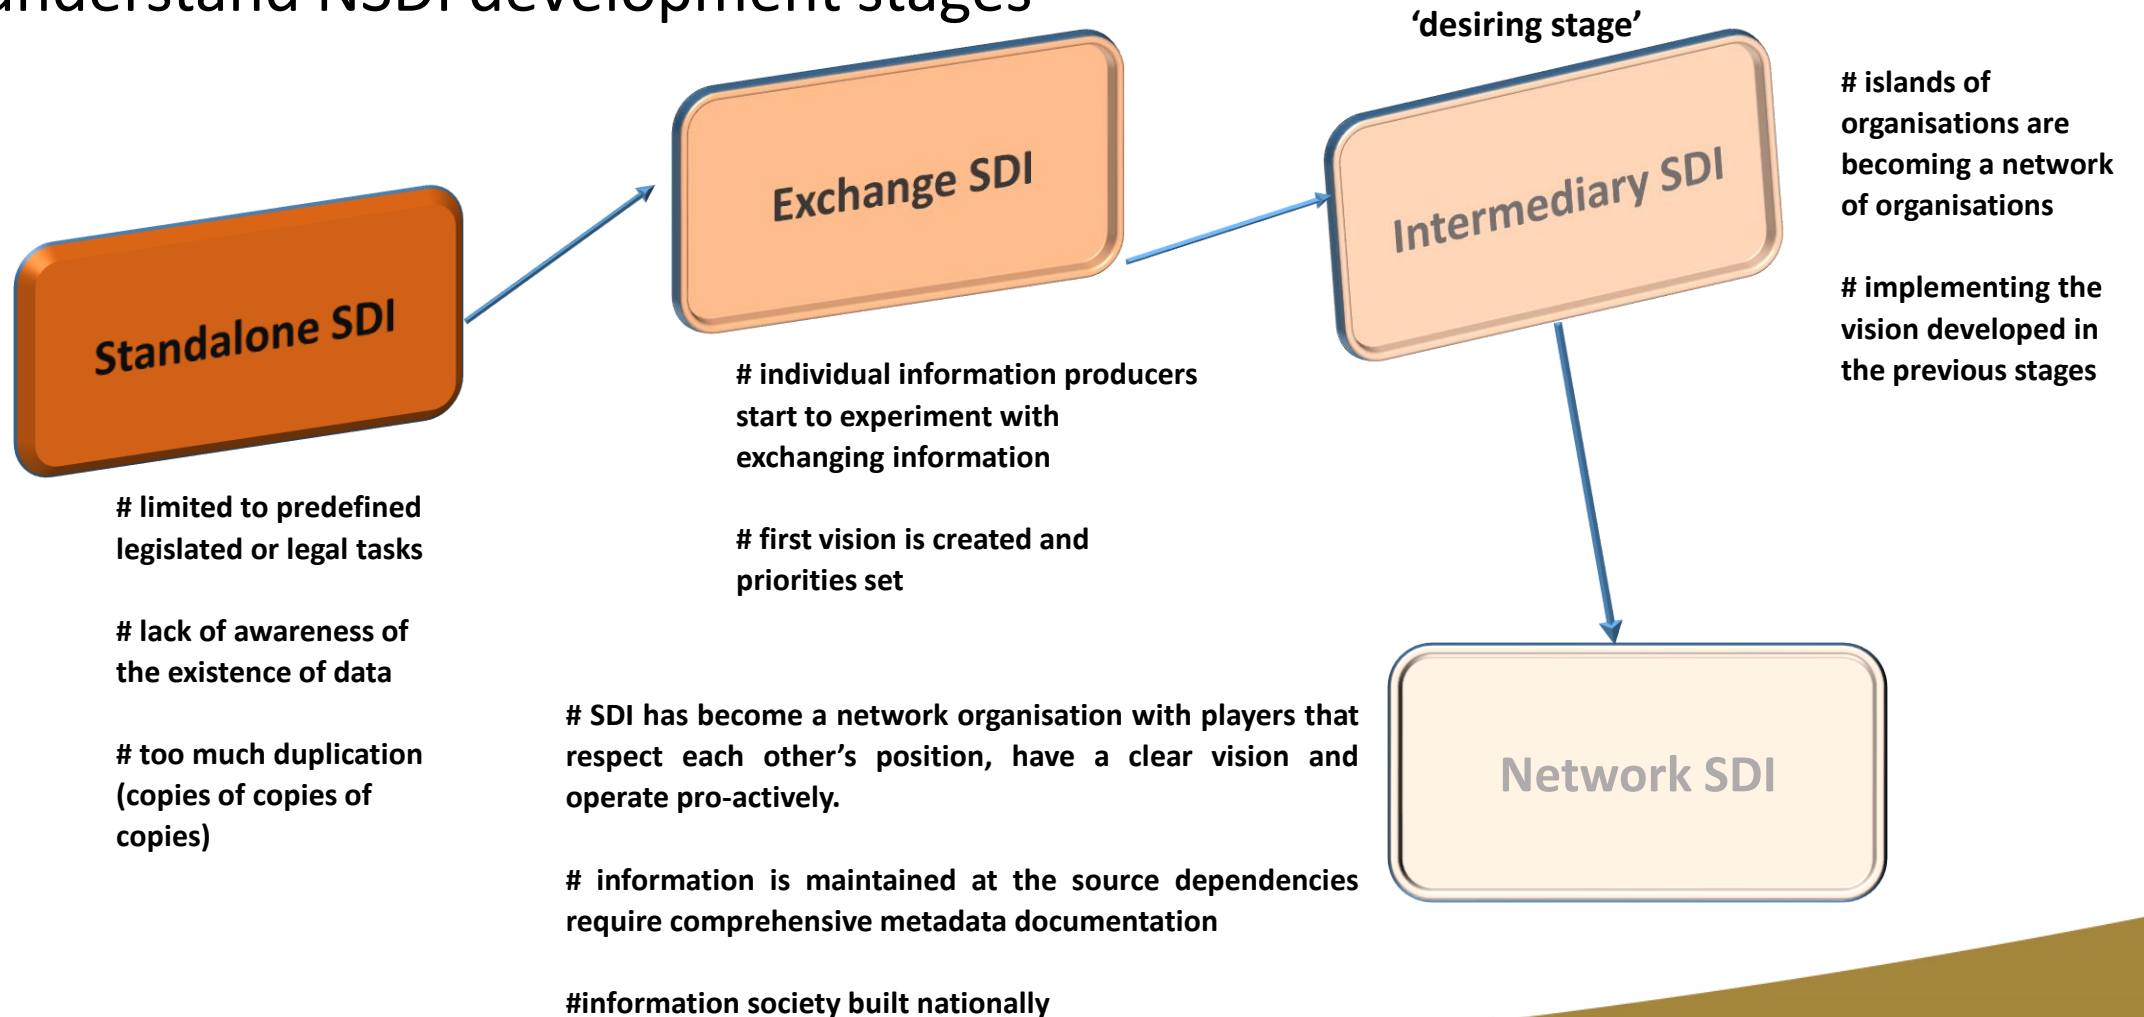 understand NSDI development stages
‘desiring stage’
Standalone SDI
Exchange SDI
Intermediary SDI
# islands of
organisations are
becoming a network
of organisations
# implementing the
vision developed in
the previous stages
# individual information producers
start to experiment with
exchanging information
# first vision is created and
priorities set
# limited to predefined
legislated or legal tasks
# lack of awareness of
the existence of data
# too much duplication
(copies of copies of
copies)
# SDI has become a network organisation with players that
respect each other’s position, have a clear vision and
operate pro-actively.
# information is maintained at the source dependencies
require comprehensive metadata documentation
#information society built nationally
Network SDI